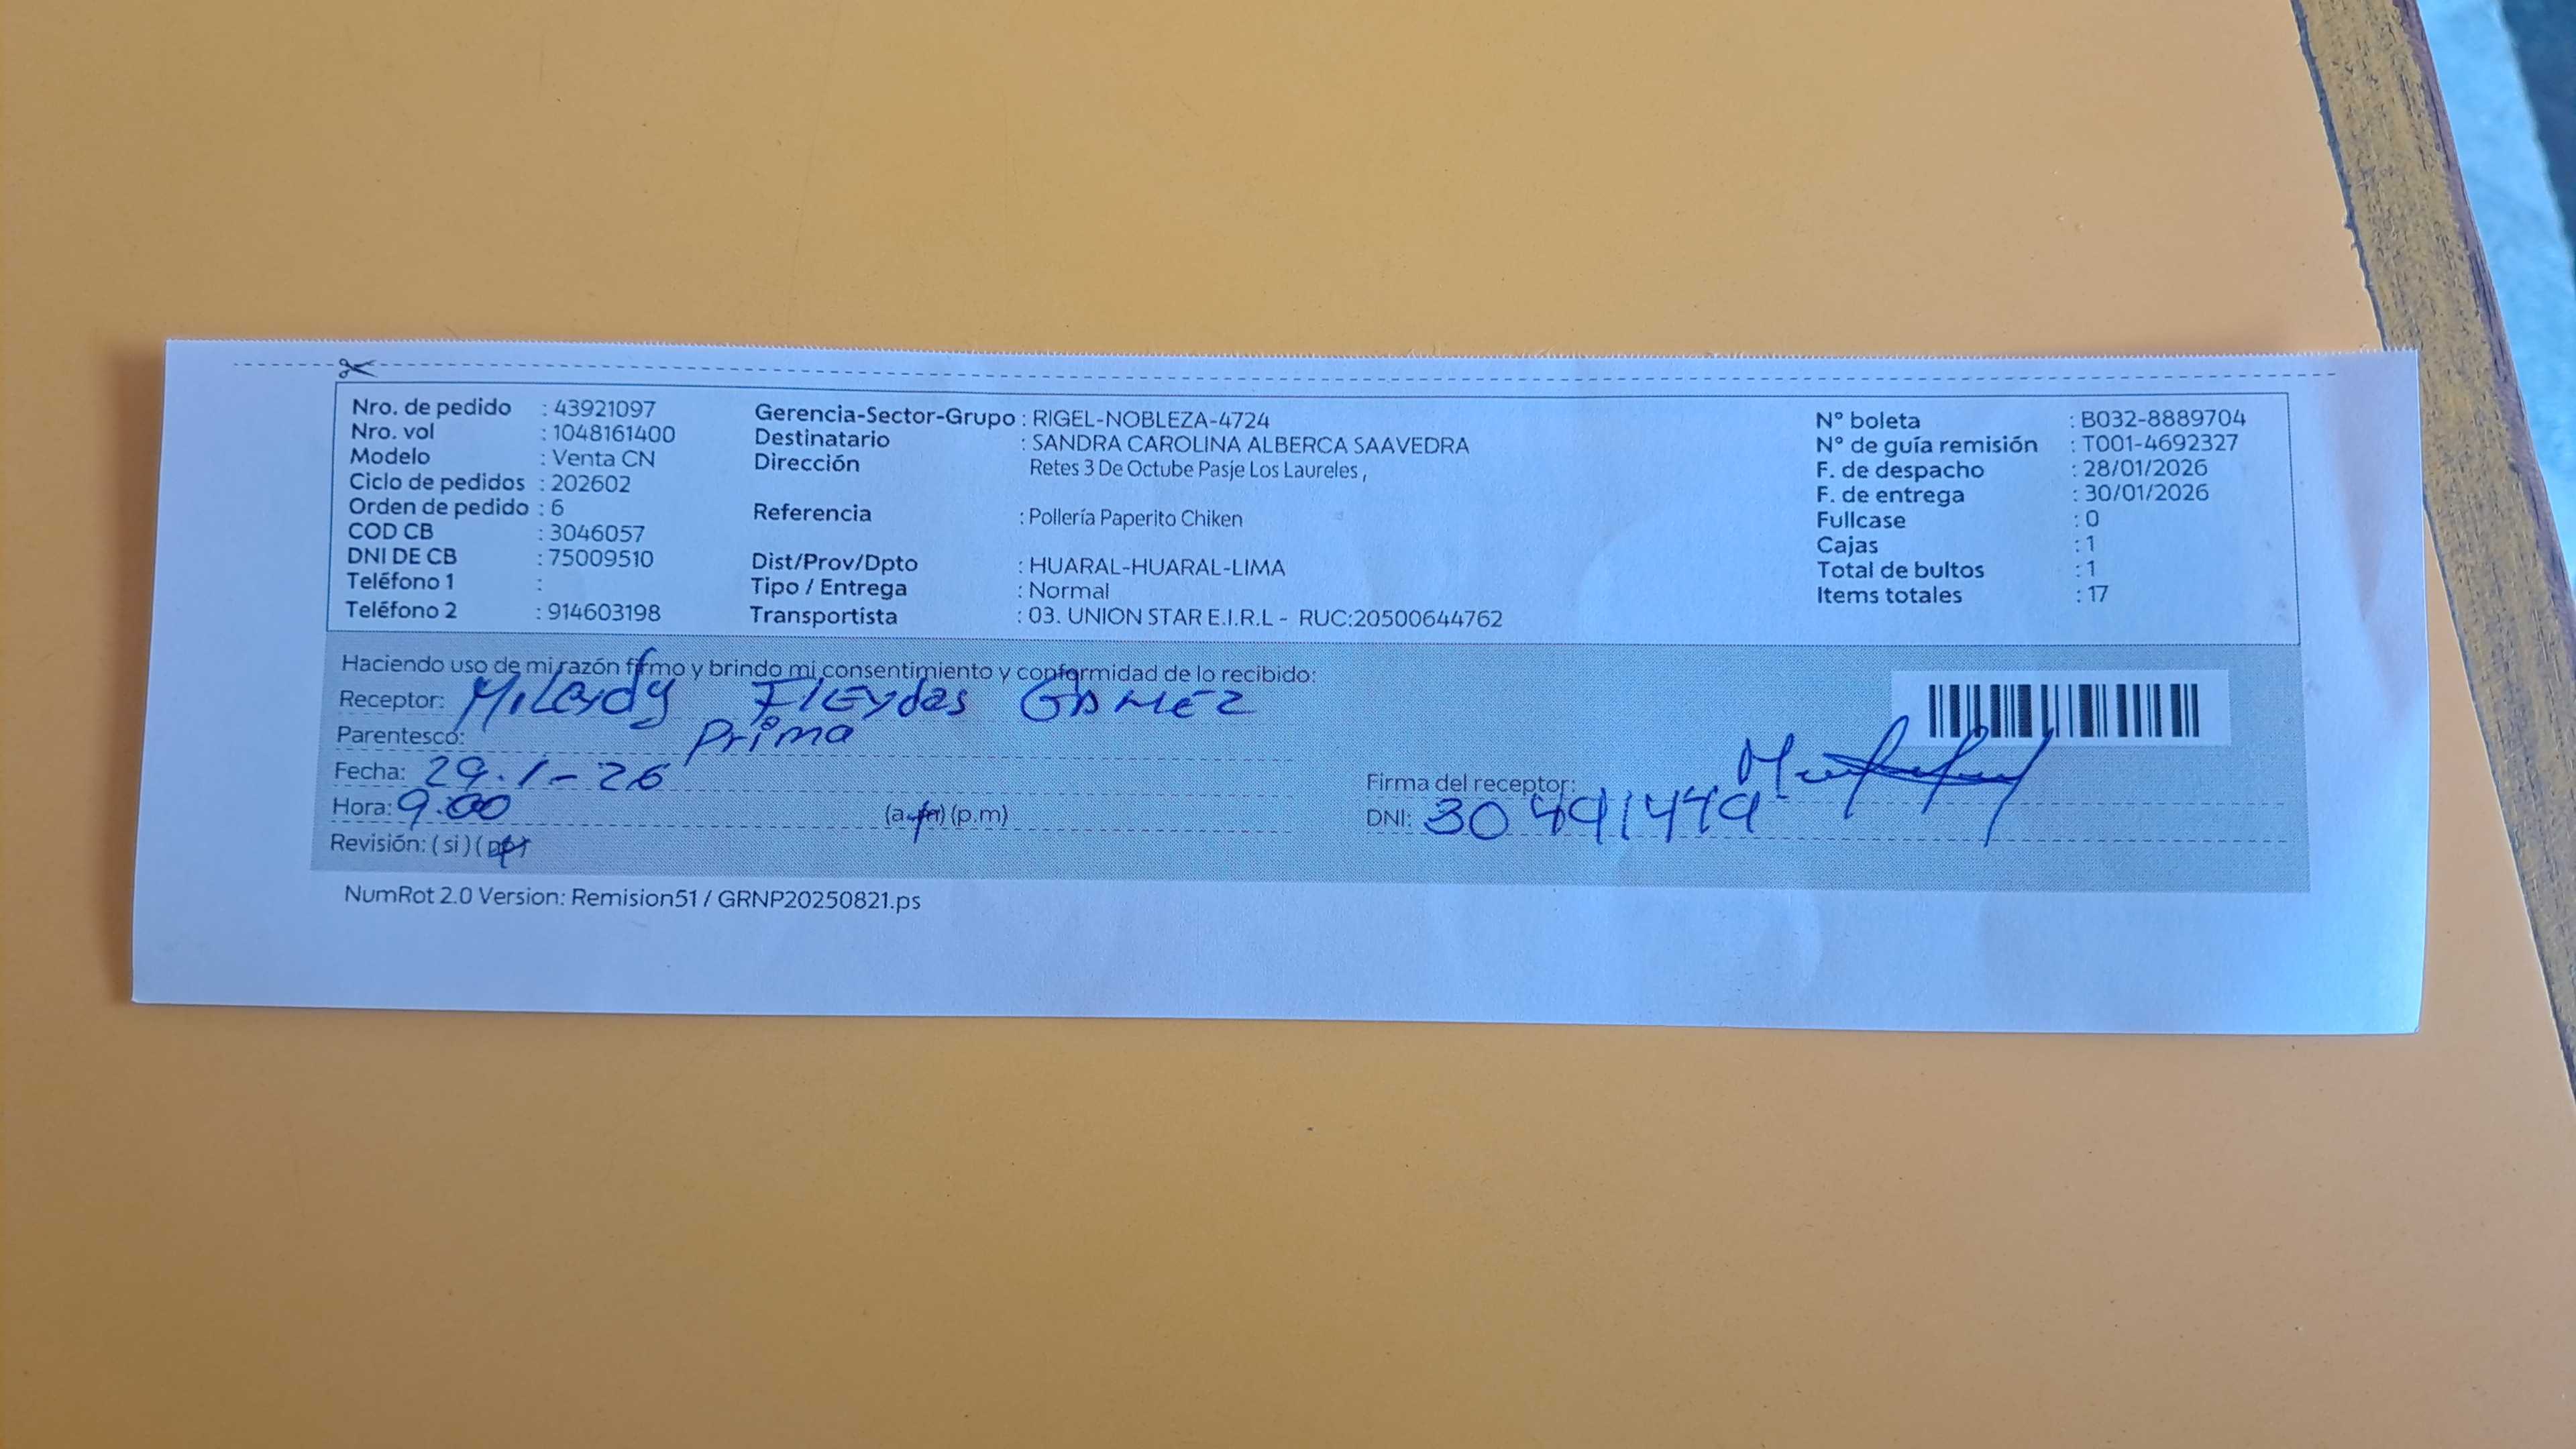 Nro. de pedido : 43921097
Nro. vol : 1048161400
Modelo : Venta CN
Ciclo de pedidos : 202602
Orden de pedido : 6
COD CB : 3046057
DNI DE CB : 75009510
Teléfono 1 :
Teléfono 2 : 914603198
Gerencia-Sector-Grupo : RIGEL-NOBLEZA-4724
Destinatario : SANDRA CAROLINA ALBERCA SAAVEDRA
Dirección Retes 3 De Octube Pasje Los Laureles ,
Referencia : Pollería Paperito Chiken
Dist/Prov/Dpto : HUARAL-HUARAL-LIMA
Tipo / Entrega : Normal
Transportista : 03. UNION STAR E.I.R.L - RUC:20500644762
N° boleta : B032-8889704
N° de guía remisión : T001-4692327
F. de despacho : 28/01/2026
F. de entrega : 30/01/2026
Fullcase : 0
Cajas : 1
Total de bultos : 1
Items totales : 17
Haciendo uso de mi razón firmo y brindo mi consentimiento y conformidad de lo recibido:
Receptor: Milady
Parentesco: Prima
Fecha: 29.1-26
Hora: 9.00 (a.m) (p.m)
Revisión: ( si ) (no)
Firma del receptor:
DNI: 30491449
NumRot 2.0 Version: Remision51 / GRNP20250821.ps